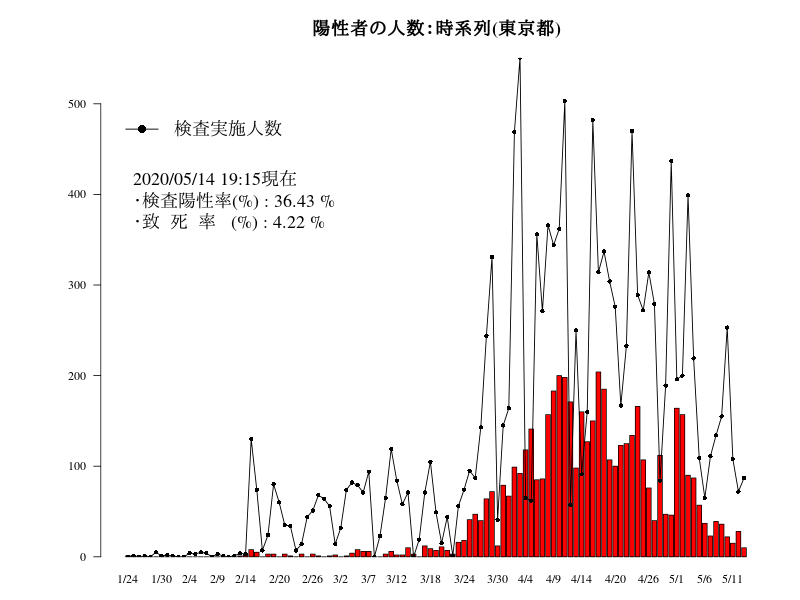 陽性者の人数：時系列(東京都)
検査実施人数
2020/05/14 19:15現在
・検査陽性率(%) : 36.43 %
・致 死 率 (%) : 4.22 %
500
400
300
200
100
0
1/24 1/30 2/4 2/9 2/14 2/20 2/26 3/2 3/7 3/12 3/18 3/24 3/30 4/4 4/9 4/14 4/20 4/26 5/1 5/6 5/11